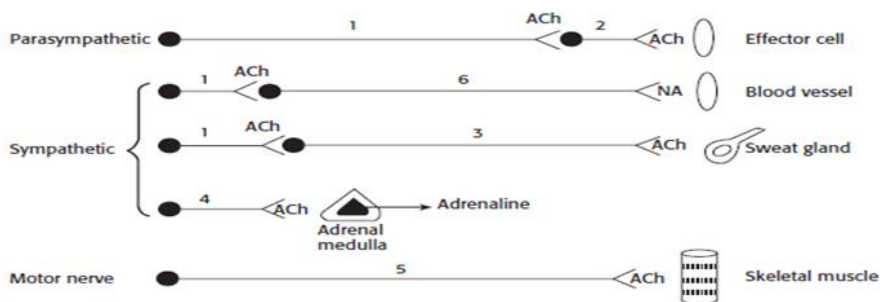 1 ACh 2
Parasympathetic ACh Effector cell
1 ACh 6
NA Blood vessel
1 ACh 3
Sympathetic ACh Sweat gland
4 ACh Adrenaline
Adrenal
medulla
5
Motor nerve ACh Skeletal muscle